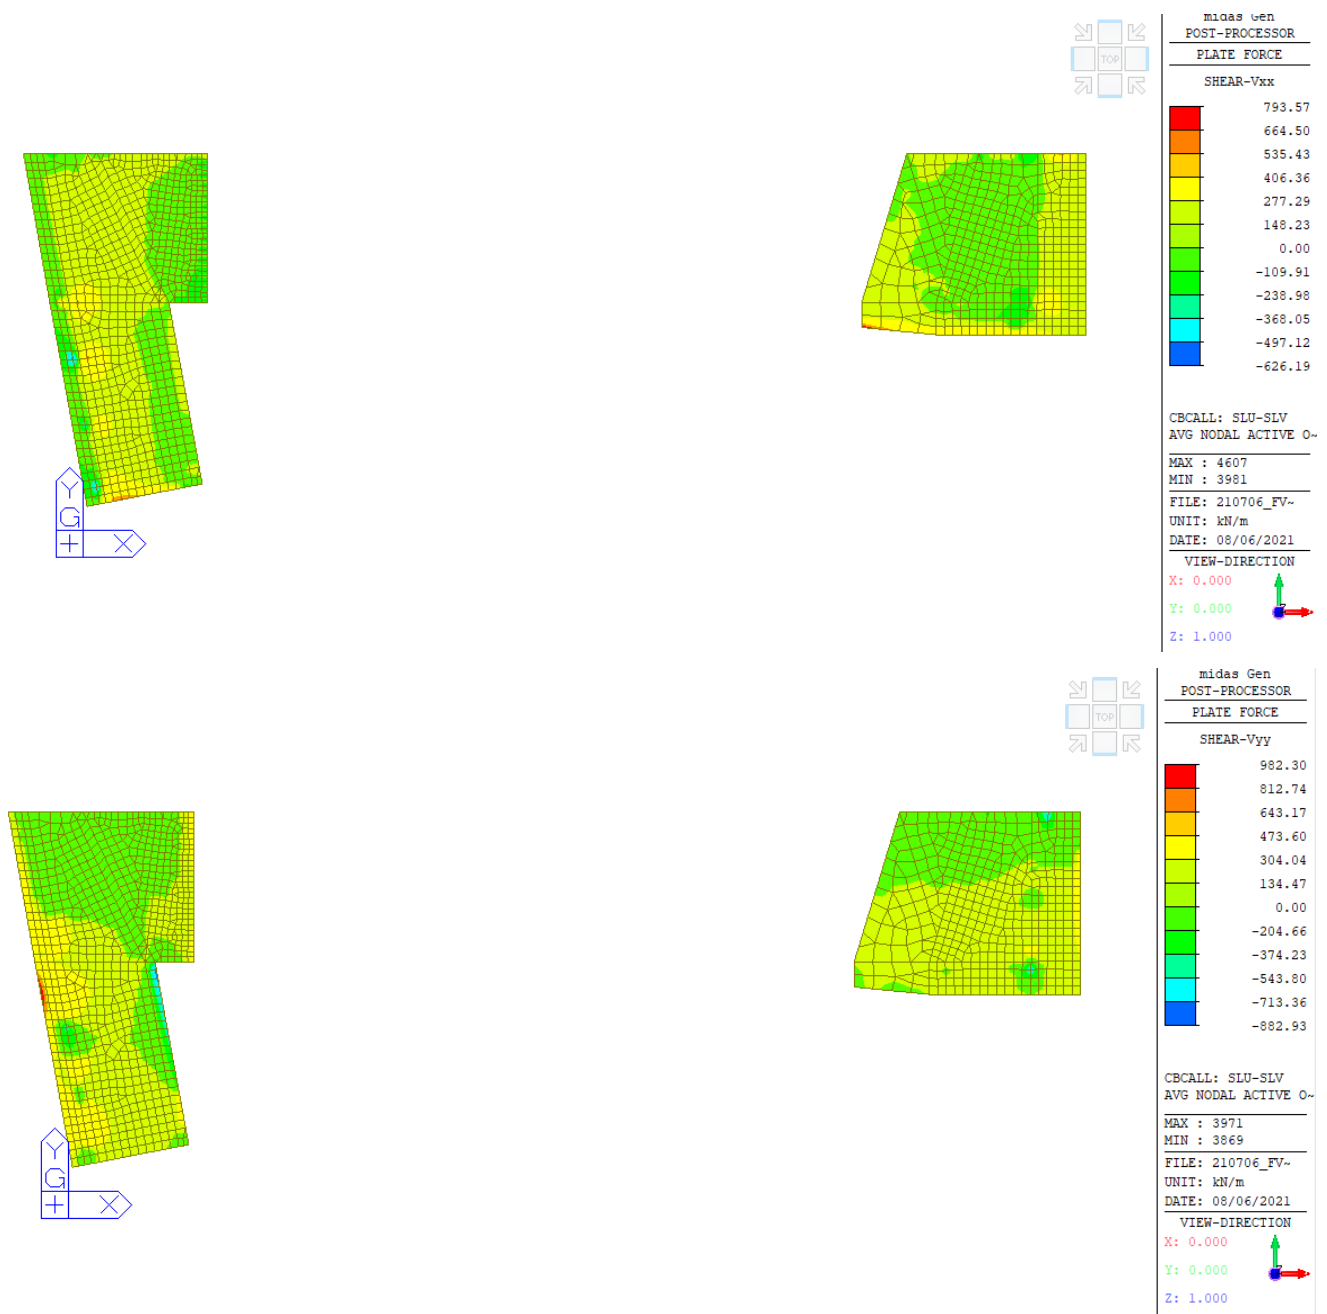 midas Gen
POST-PROCESSOR
PLATE FORCE
SHEAR-Vxx
793.57
664.50
535.43
406.36
277.29
148.23
0.00
-109.91
-238.98
-368.05
-497.12
-626.19
CBCALL: SLU-SLV
AVG NODAL ACTIVE O~
MAX : 4607
MIN : 3981
FILE: 210706_FV~
UNIT: kN/m
DATE: 08/06/2021
VIEW-DIRECTION
X: 0.000
Y: 0.000
Z: 1.000
Z
TOP
Y
G
+ X
midas Gen
POST-PROCESSOR
PLATE FORCE
SHEAR-Vyy
982.30
812.74
643.17
473.60
304.04
134.47
0.00
-204.66
-374.23
-543.80
-713.36
-882.93
CBCALL: SLU-SLV
AVG NODAL ACTIVE O~
MAX : 3971
MIN : 3869
FILE: 210706_FV~
UNIT: kN/m
DATE: 08/06/2021
VIEW-DIRECTION
X: 0.000
Y: 0.000
Z: 1.000
Z
TOP
Y
G
+ X